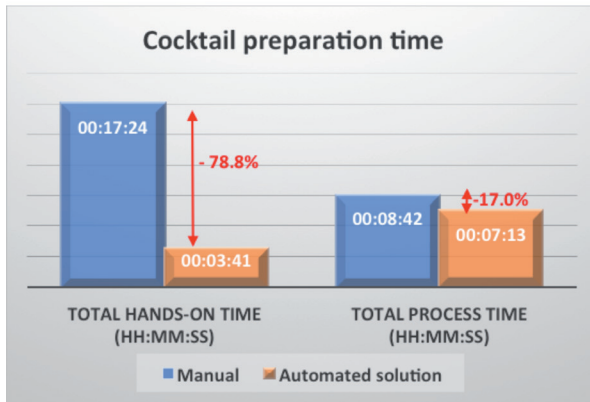 Cocktail preparation time
00:17:24
- 78.8%
00:03:41
00:08:42
-17.0%
00:07:13
TOTAL HANDS-ON TIME
(HH:MM:SS)
TOTAL PROCESS TIME
(HH:MM:SS)
Manual
Automated solution